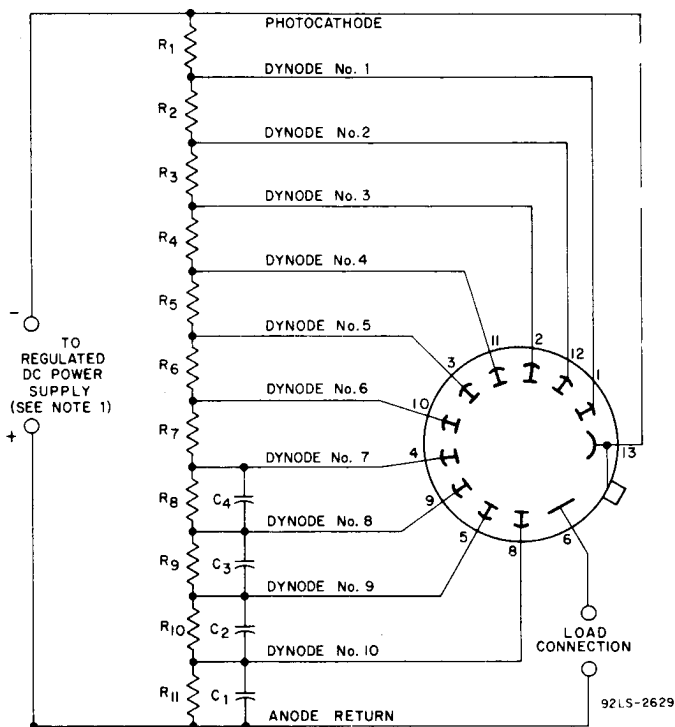 PHOTOCATHODE
R1
DYNODE No. 1
R2
DYNODE No. 2
R3
DYNODE No. 3
R4
DYNODE No. 4
R5
DYNODE No. 5
R6
DYNODE No. 6
R7
DYNODE No. 7
R8
C4
DYNODE No. 8
R9
C3
DYNODE No. 9
R10
C2
DYNODE No. 10
R11
C1
ANODE RETURN
-
TO
REGULATED
DC POWER
SUPPLY
(SEE NOTE 1)
+
11
2
12
1
3
10
4
13
9
5
8
6
LOAD
CONNECTION
92LS-2629